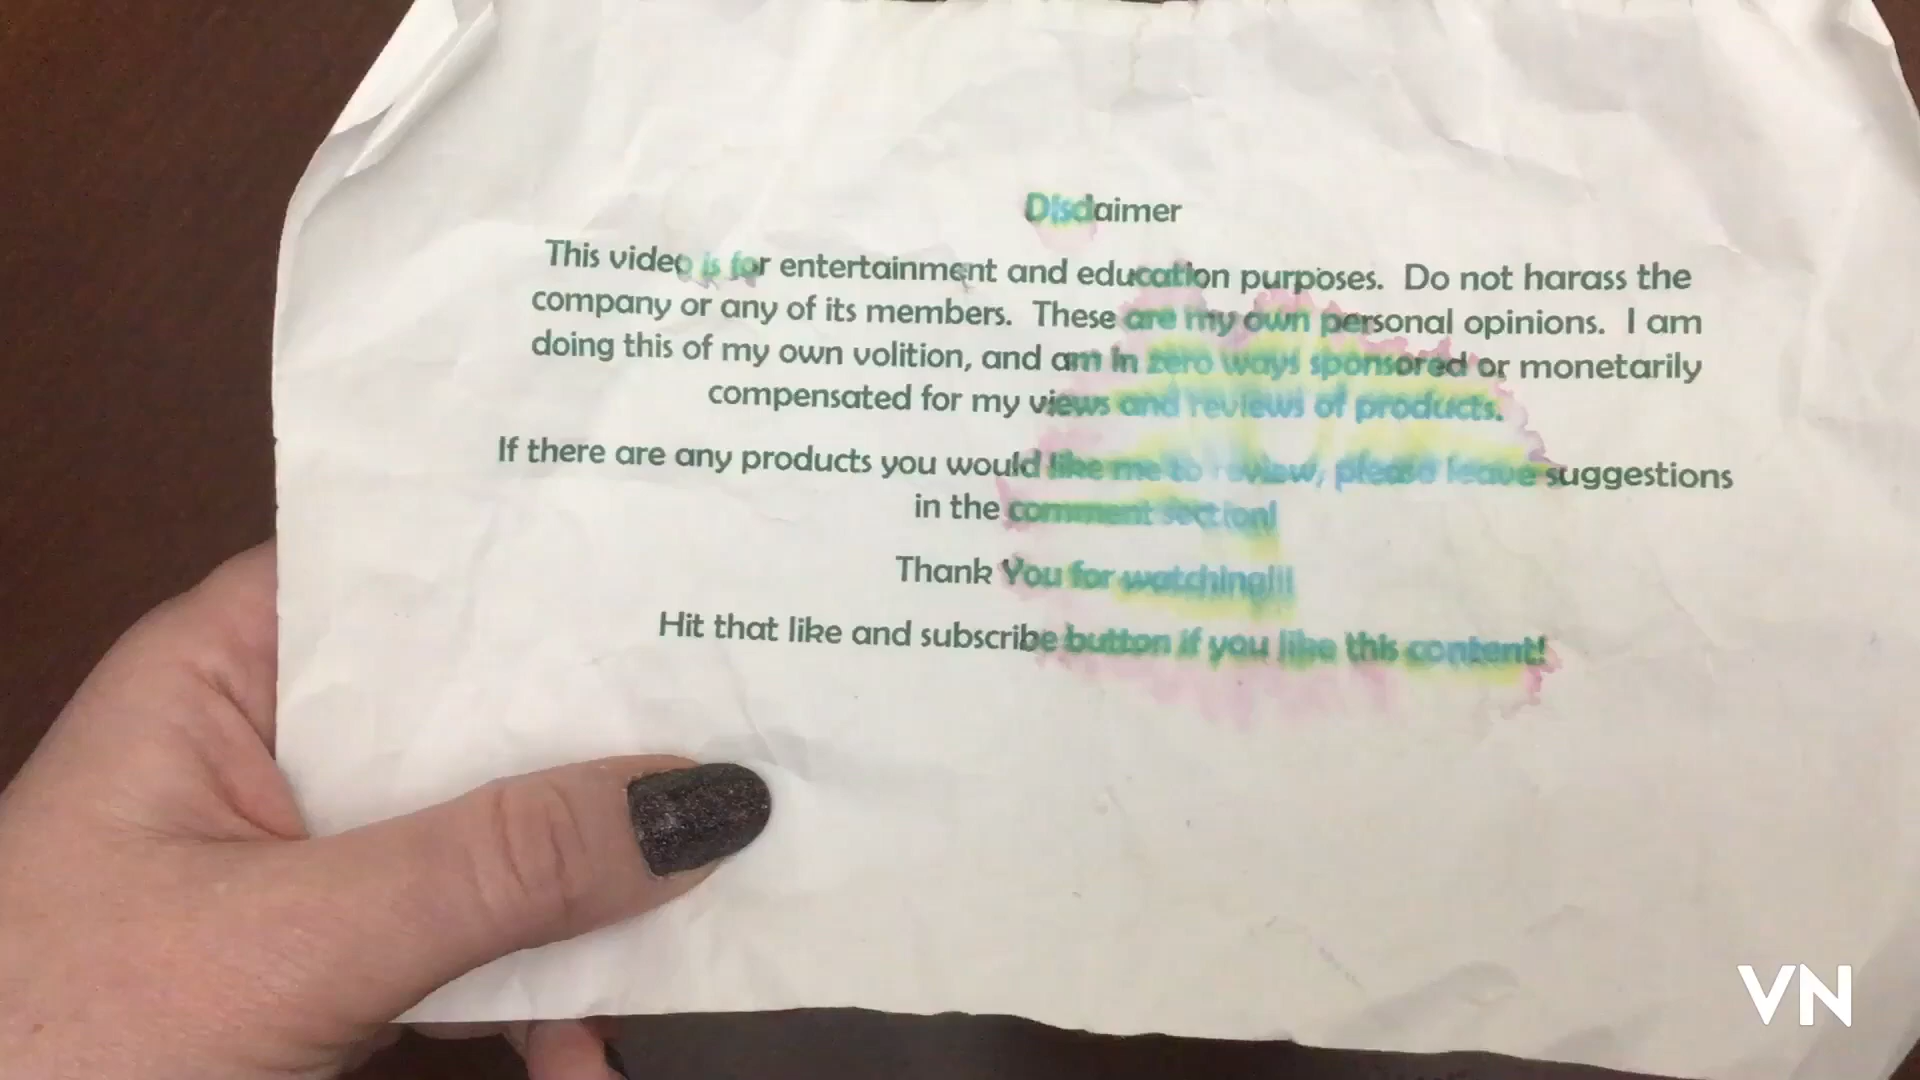 Disclaimer
This video is for entertainment and education purposes. Do not harass the
company or any of its members. These are my own personal opinions. I am
doing this of my own volition, and am in zero ways sponsored or monetarily
compensated for my views and reviews of products.
If there are any products you would like me to review, please leave suggestions
in the comment section!
Thank You for watching!!!
Hit that like and subscribe button if you like this content!
VN